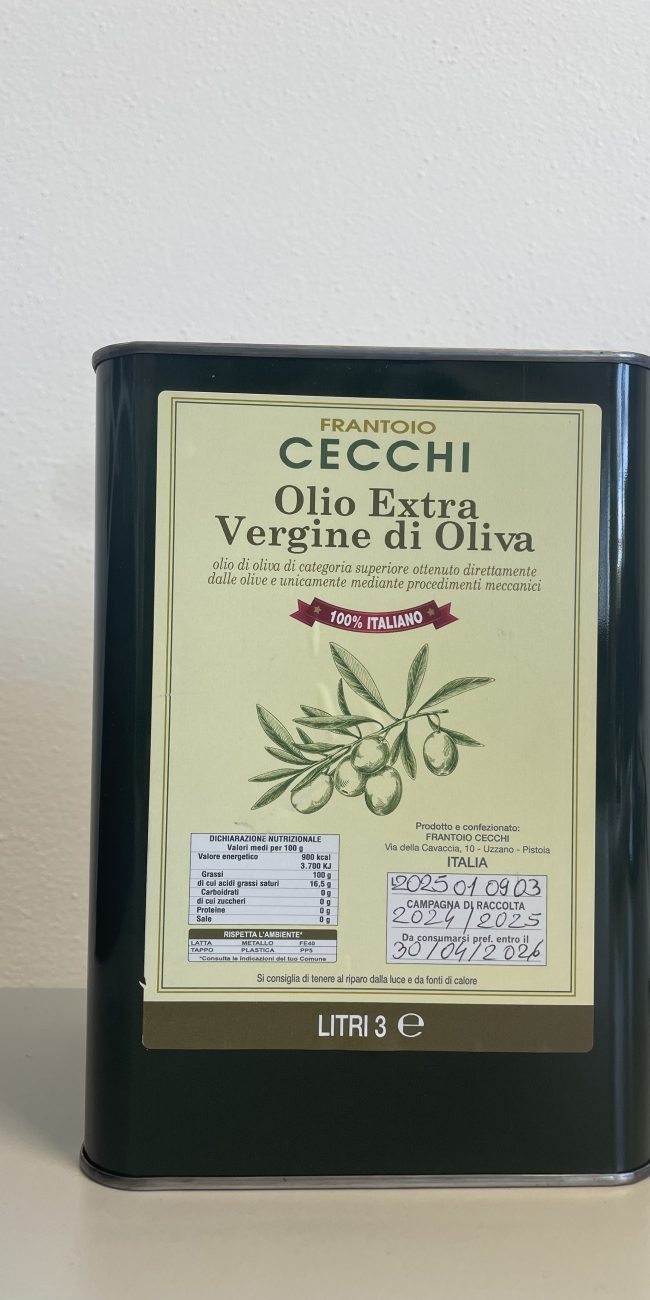 FRANTOIO
CECCHI
Olio Extra
Vergine di Oliva
olio di oliva di categoria superiore ottenuto direttamente
dalle olive e unicamente mediante procedimenti meccanici
100% ITALIANO
DICHIARAZIONE NUTRIZIONALE
Valori medi per 100 g
Valore energetico 900 kcal
3.700 KJ
Grassi 100 g
di cui acidi grassi saturi 16,5 g
Carboidrati 0 g
di cui zuccheri 0 g
Proteine 0 g
Sale 0 g
RISPETTA L'AMBIENTE*
LATTA METALLO FE40
TAPPO PLASTICA PP5
*Consulta le indicazioni del tuo Comune
Prodotto e confezionato:
FRANTOIO CECCHI
Via della Cavaccia, 10 - Uzzano - Pistoia
ITALIA
L2025 01 0903
CAMPAGNA DI RACCOLTA
2024/2025
Da consumarsi pref. entro il
30/04/2026
Si consiglia di tenere al riparo dalla luce e da fonti di calore
LITRI 3 ℮